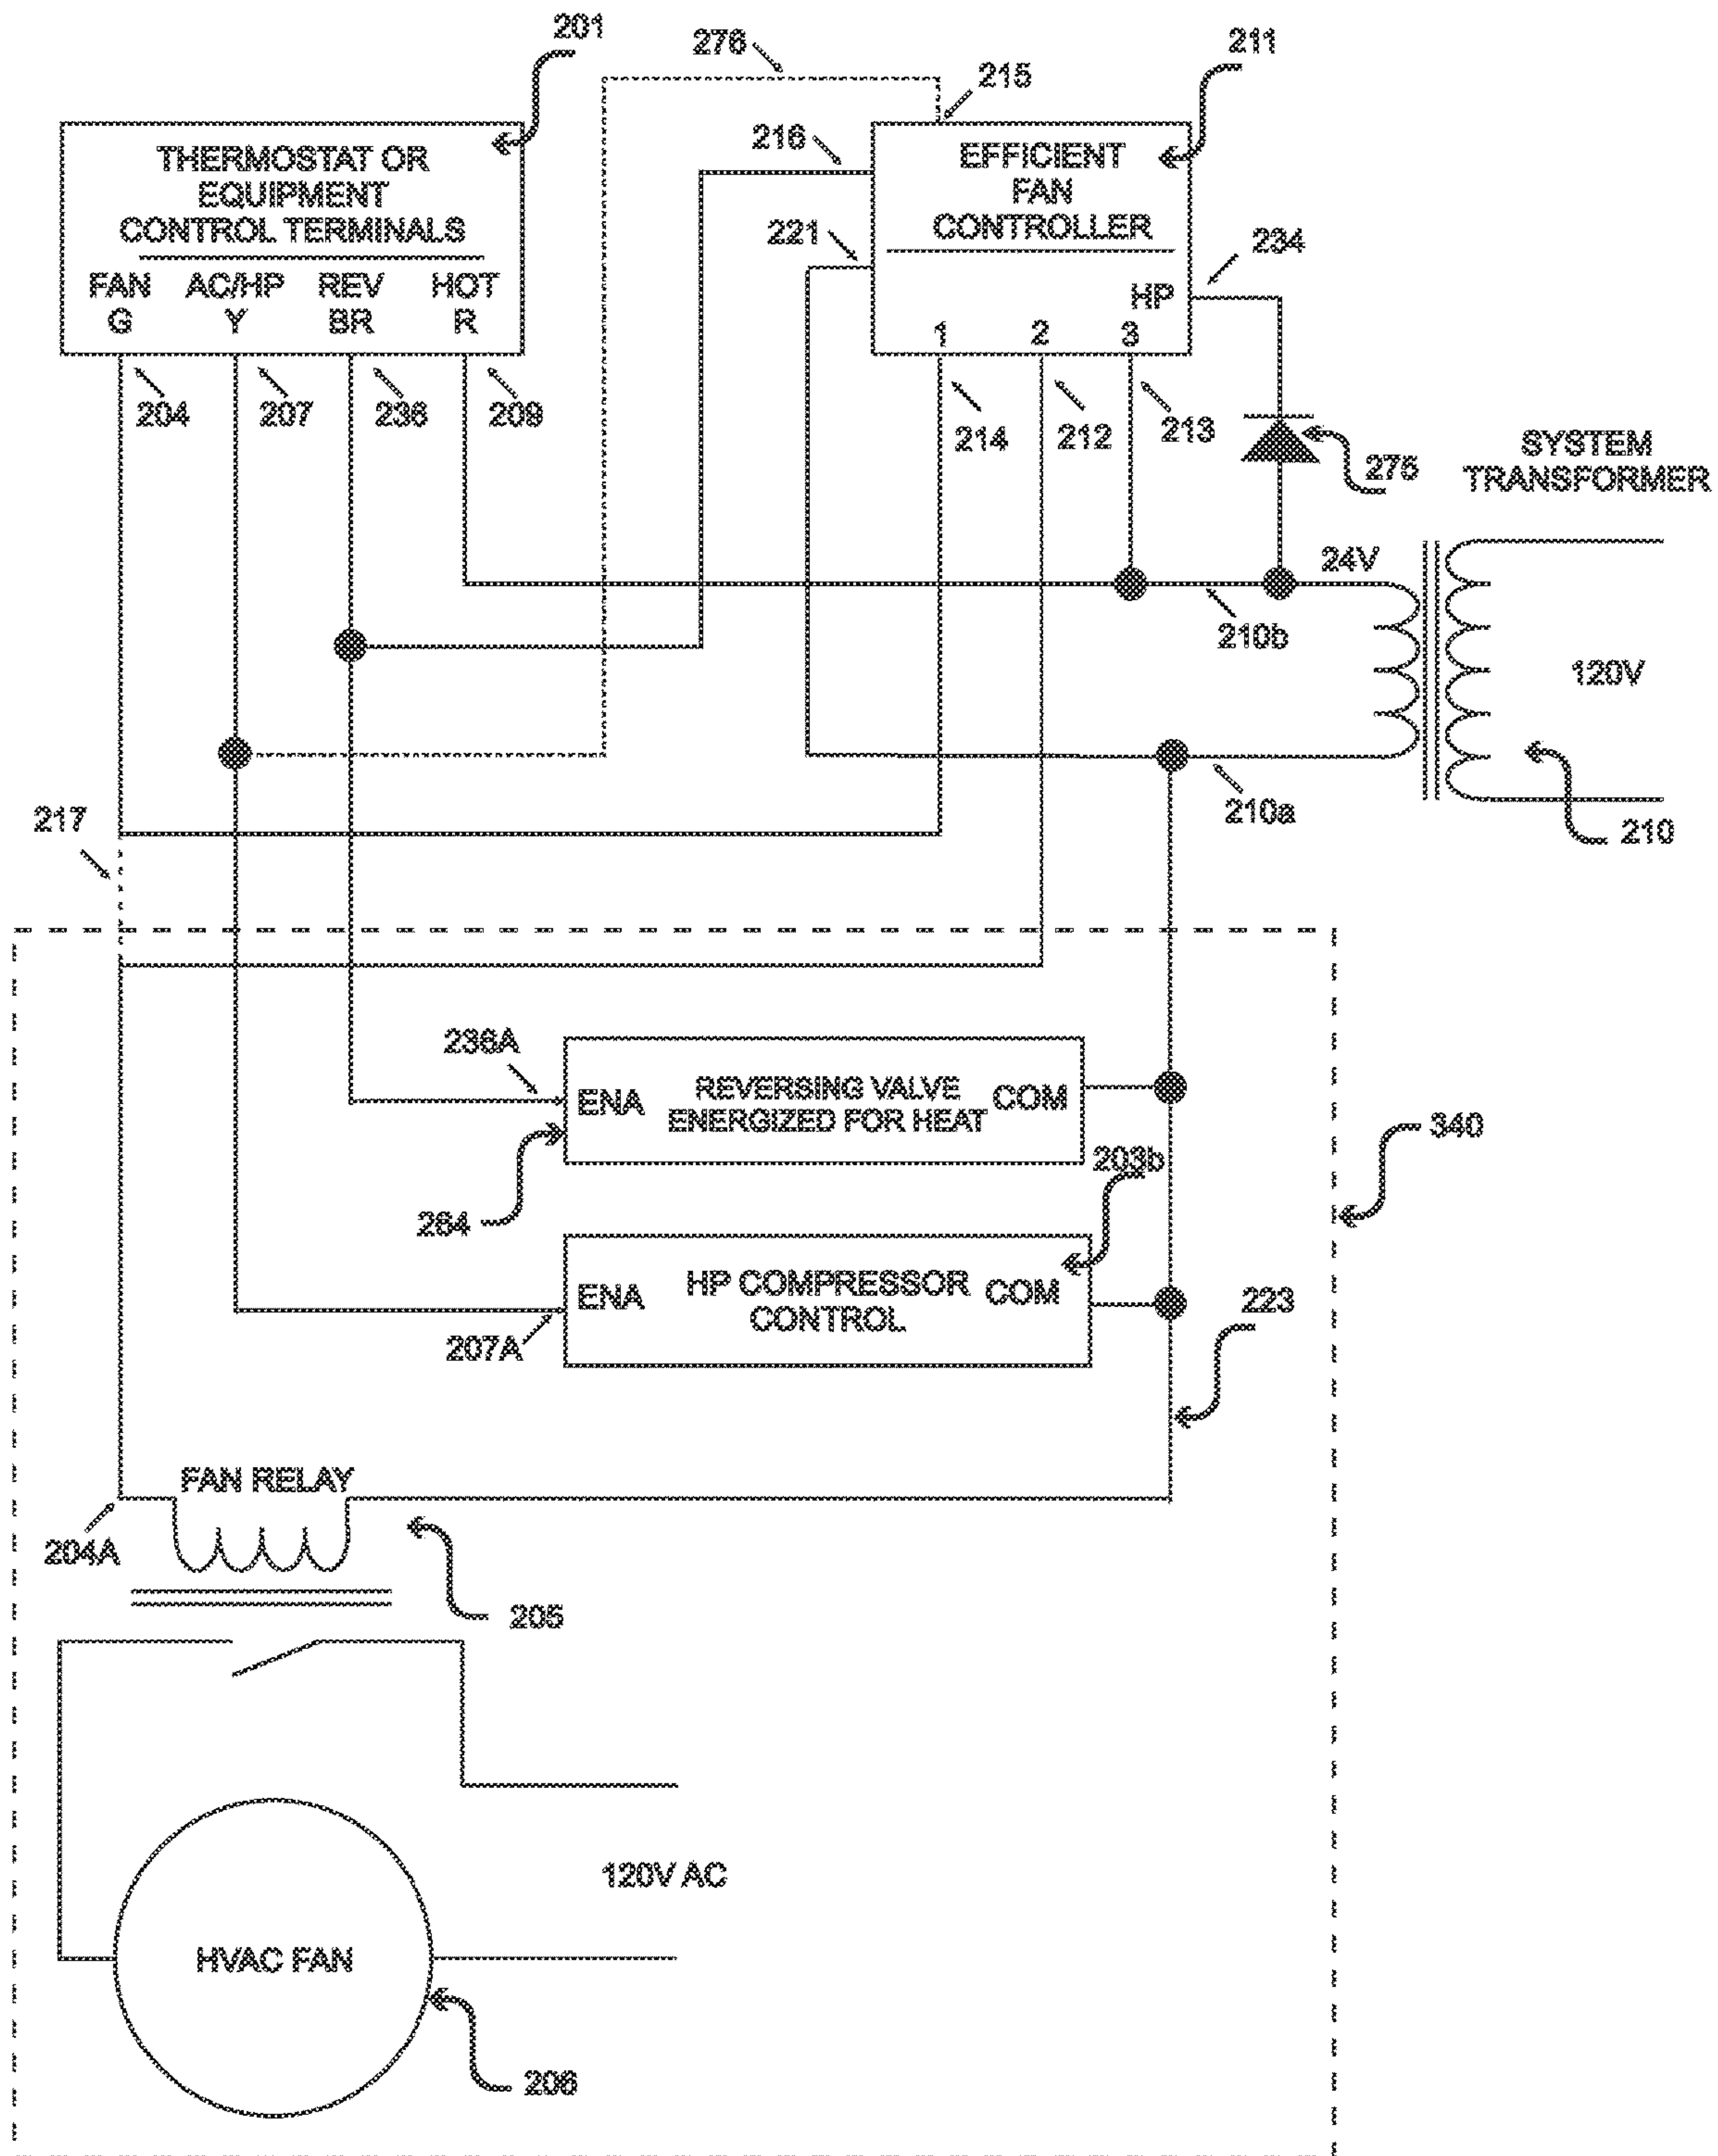 201
276
211
215
216
THERMOSTAT OR
EQUIPMENT
CONTROL TERMINALS
EFFICIENT
FAN
CONTROLLER
221
234
FAN
AC/HP
REV
HOT
G
Y
BR
R
HP
1
2
3
204
207
236
209
214
212
213
275
SYSTEM
TRANSFORMER
24V
210b
120V
210a
210
217
236A
ENA
REVERSING VALVE
ENERGIZED FOR HEAT
COM
340
203b
264
ENA
HP COMPRESSOR
CONTROL
COM
223
207A
FAN RELAY
204A
205
120V AC
HVAC FAN
206